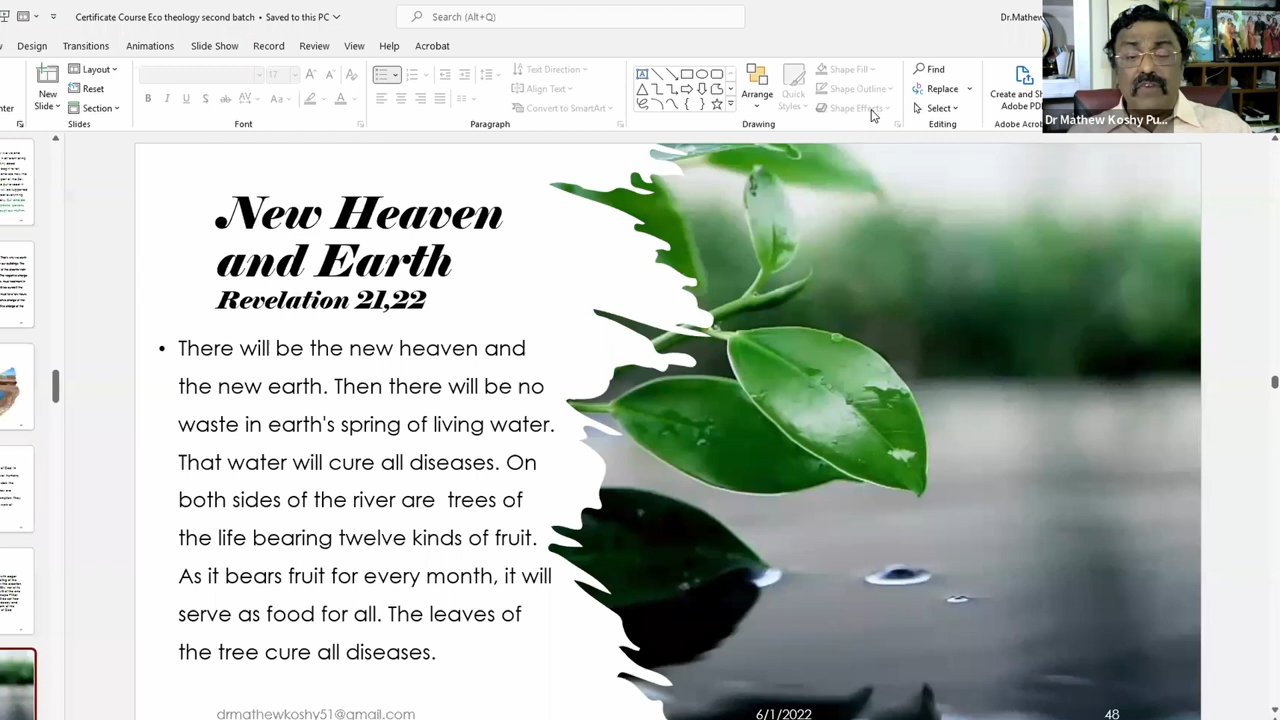 Certificate Course Eco theology second batch • Saved to this PC
Search (Alt+Q)
Dr.Mathew
Design Transitions Animations Slide Show Record Review View Help Acrobat
New Slide
Layout
Reset
Section
Slides
17
Font
Text Direction
Align Text
Convert to SmartArt
Paragraph
Arrange
Quick Styles
Shape Fill
Shape Outline
Shape Effects
Drawing
Find
Replace
Select
Editing
Create and Sh
Adobe PD
Adobe Acro
Dr Mathew Koshy Pu...
New Heaven
and Earth
Revelation 21,22
• There will be the new heaven and
the new earth. Then there will be no
waste in earth's spring of living water.
That water will cure all diseases. On
both sides of the river are trees of
the life bearing twelve kinds of fruit.
As it bears fruit for every month, it will
serve as food for all. The leaves of
the tree cure all diseases.
drmathewkoshy51@gmail.com
6/1/2022
48